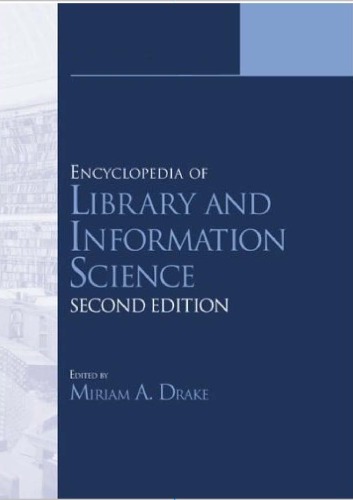 ENCYCLOPEDIA OF
LIBRARY AND
INFORMATION
SCIENCE
SECOND EDITION
EDITED BY
MIRIAM A. DRAKE